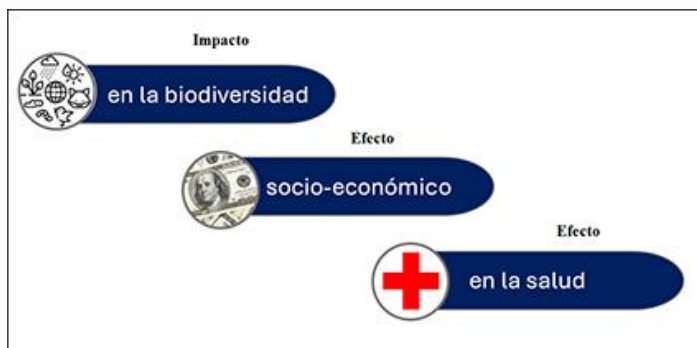 Impacto
en la biodiversidad
Efecto
socio-económico
Efecto
en la salud